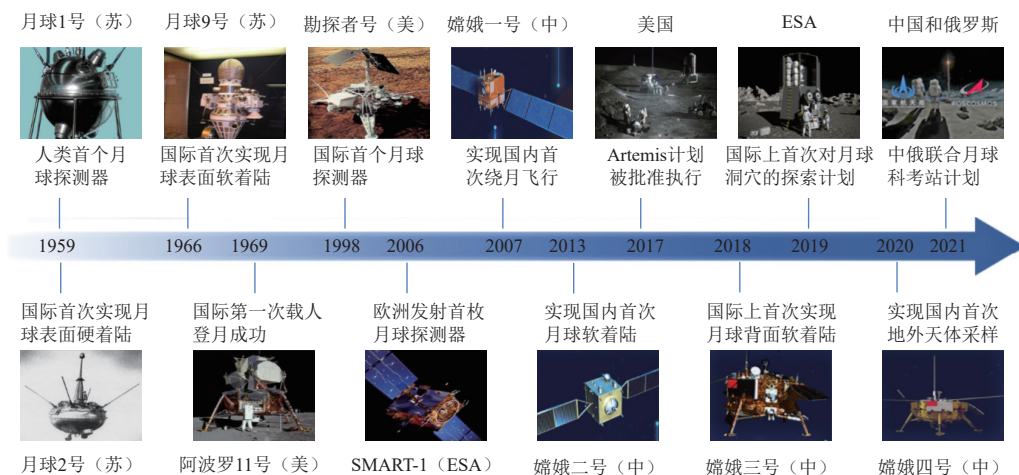 月球1号（苏）
月球9号（苏）
勘探者号（美）
嫦娥一号（中）
美国
ESA
中国和俄罗斯
国家航天局
ROSCOSMOS
人类首个月
球探测器
国际首次实现月
球表面软着陆
国际首个月球
探测器
实现国内首
次绕月飞行
Artemis计划
被批准执行
国际上首次对月球
洞穴的探索计划
中俄联合月球
科考站计划
1959
1966
1969
1998
2006
2007
2013
2017
2018
2019
2020
2021
国际首次实现月
球表面硬着陆
国际第一次载人
登月成功
欧洲发射首枚
月球探测器
实现国内首次
月球软着陆
国际上首次实现
月球背面软着陆
实现国内首次
地外天体采样
月球2号（苏）
阿波罗11号（美）
SMART-1（ESA）
嫦娥二号（中）
嫦娥三号（中）
嫦娥四号（中）